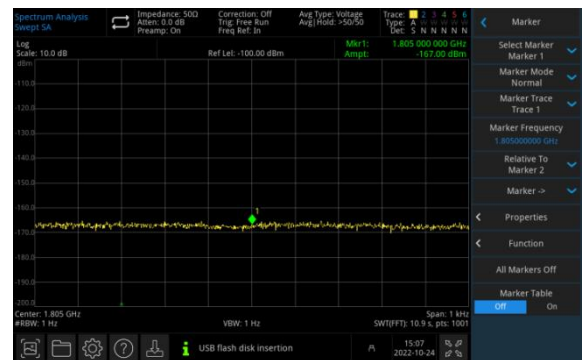 Spectrum Analysis
Swept SA
Impedance: 50Ω
Atten: 0.0 dB
Preamp: On
Correction: Off
Trig: Free Run
Freq Ref: In
Avg Type: Voltage
Avg|Hold: >50/50
Trace: 1 2 3 4 5 6
Type: A W W W W W
Det: S N N N N N
Log
Scale: 10.0 dB
Ref Lel: -100.00 dBm
Mkr1: 1.805 000 000 GHz
Ampt: -167.00 dBm
dBm
-110.0
-120.0
-130.0
-140.0
-150.0
-160.0
-170.0
-180.0
-190.0
-200.0
1
Center: 1.805 GHz
#RBW: 1 Hz
VBW: 1 Hz
Span: 1 kHz
SWT(FFT): 10.9 s, pts: 1001
i USB flash disk insertion
15:07
2022-10-24
Marker
Select Marker
Marker 1
Marker Mode
Normal
Marker Trace
Trace 1
Marker Frequency
1.805000000 GHz
Relative To
Marker 2
Marker ->
Properties
Function
All Markers Off
Marker Table
Off On